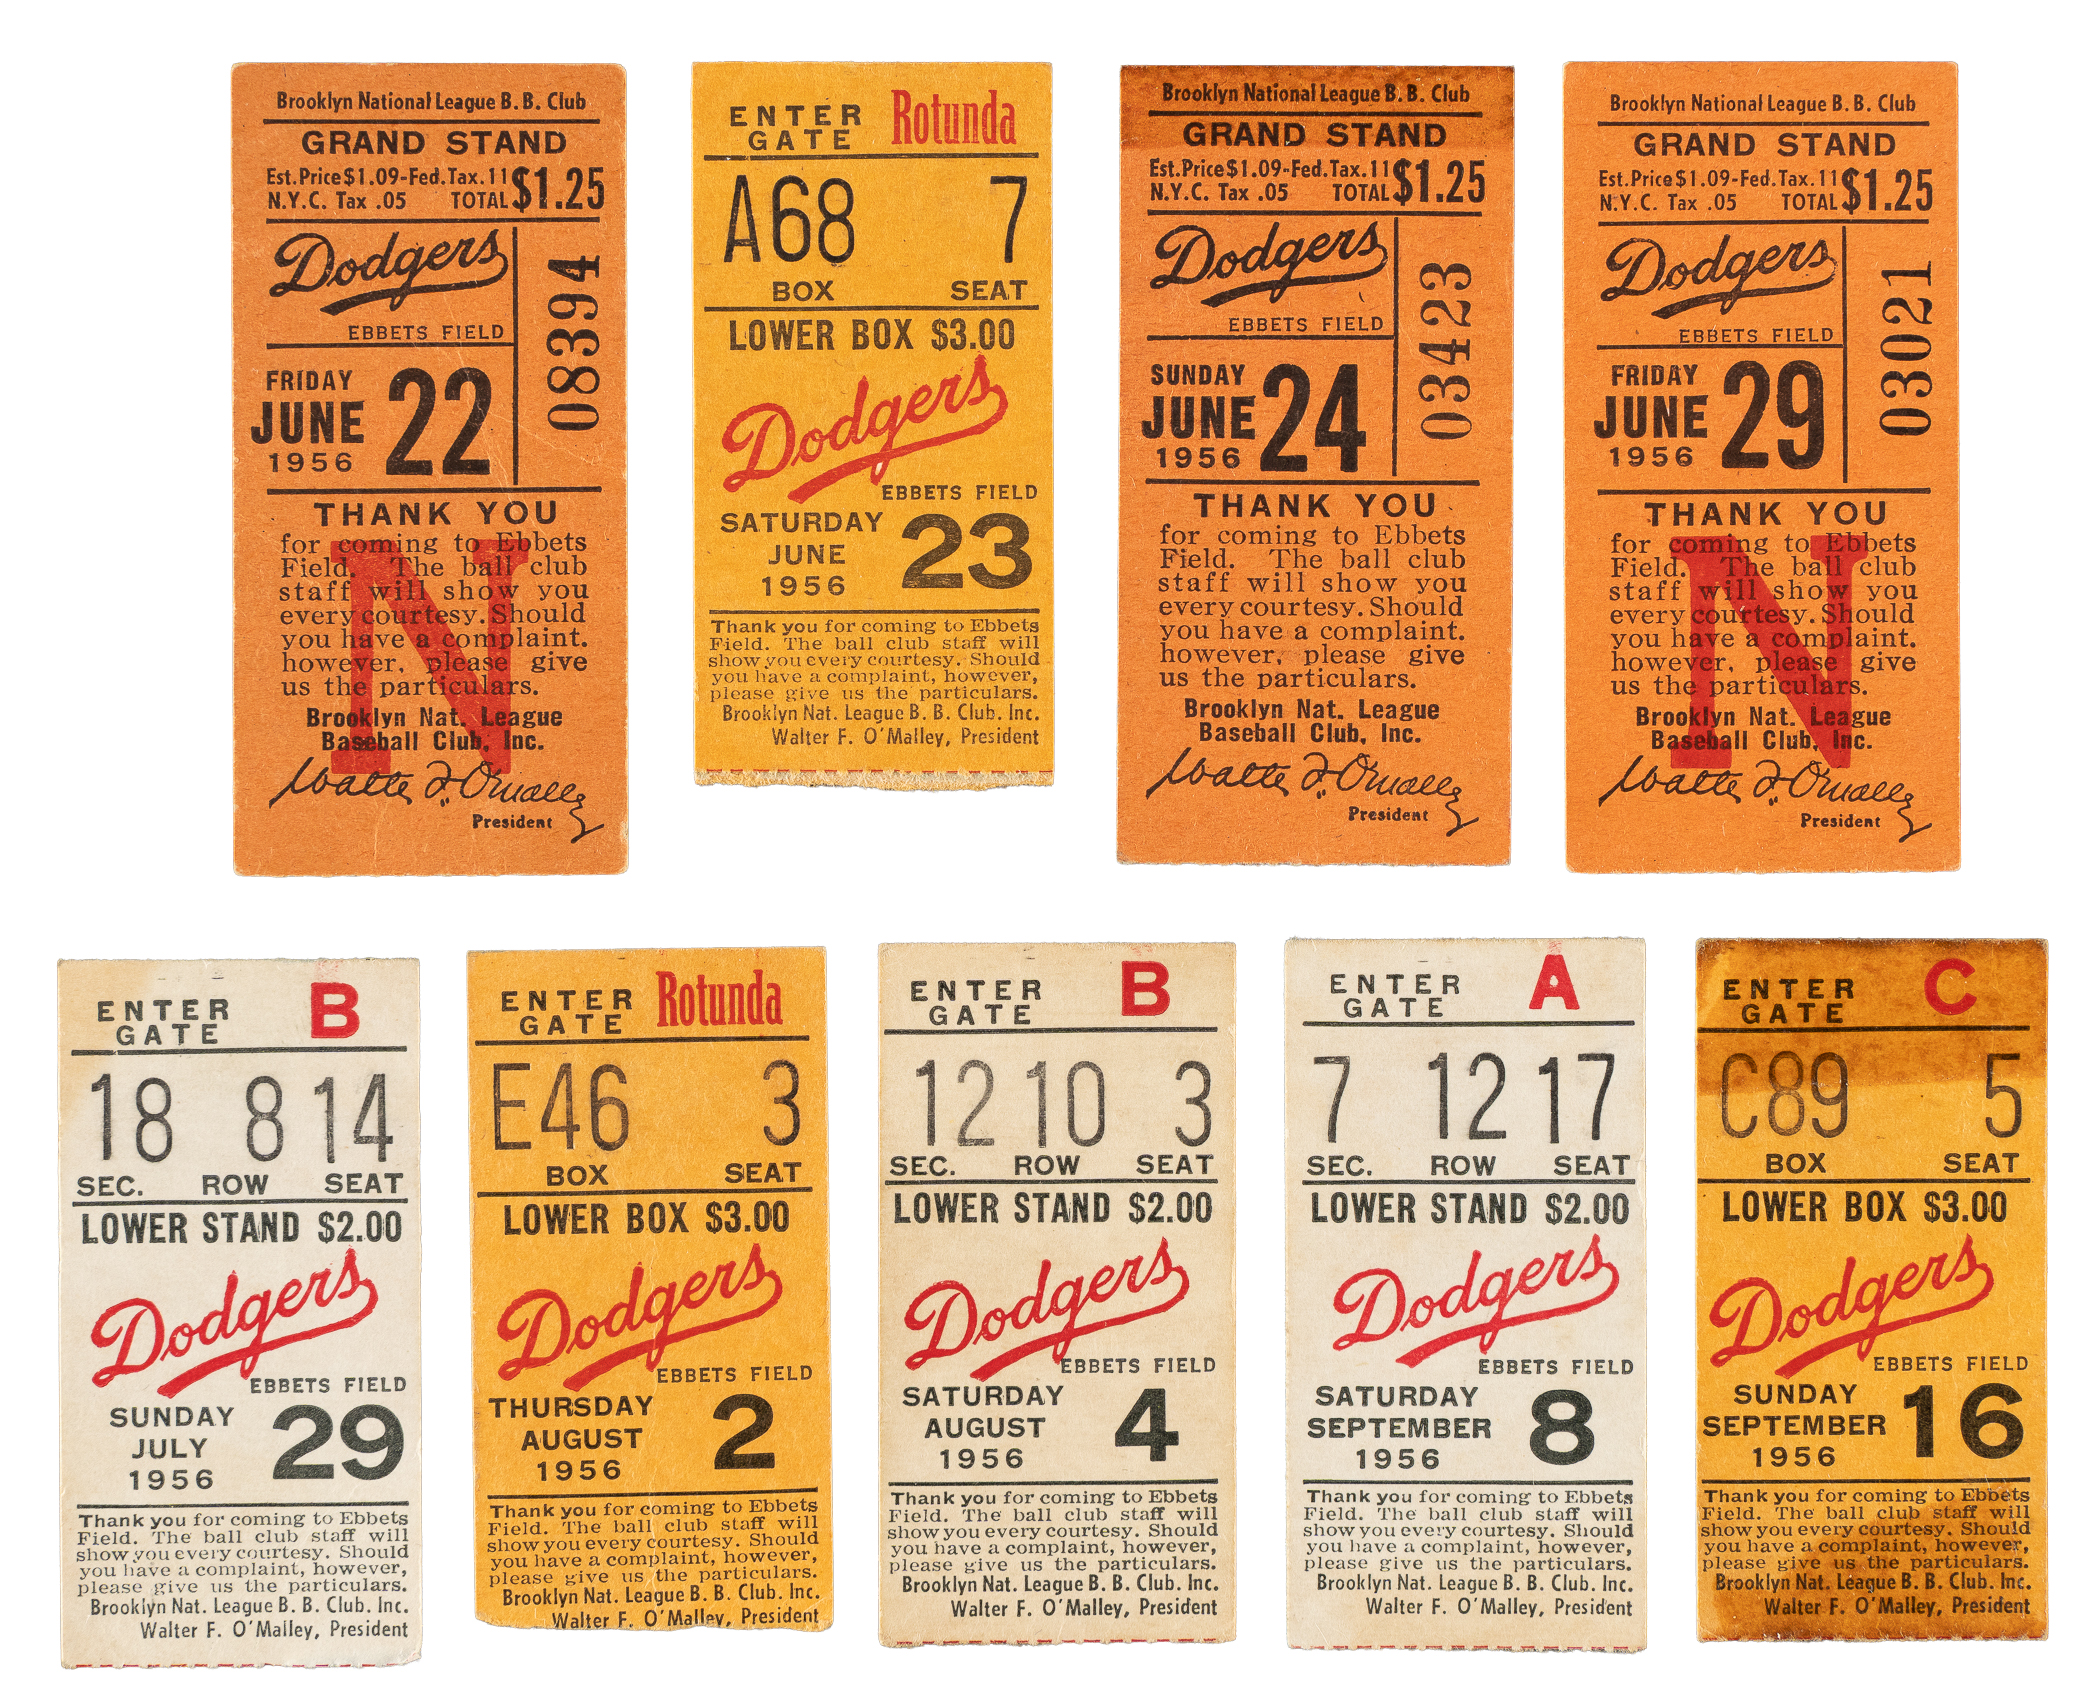 Brooklyn National League B. B. Club
GRAND STAND
Est. Price $1.09-Fed. Tax .11
N.Y.C. Tax .05 TOTAL $1.25
Dodgers
EBBETS FIELD
08394
FRIDAY
JUNE 22
1956
THANK YOU
for coming to Ebbets
Field. The ball club
staff will show you
every courtesy. Should
you have a complaint.
however, please give
us the particulars.
N
Brooklyn Nat. League
Baseball Club, Inc.
Walter F. O'Malley
President
ENTER GATE Rotunda
A68 7
BOX SEAT
LOWER BOX $3.00
Dodgers
EBBETS FIELD
SATURDAY
JUNE 23
1956
Thank you for coming to Ebbets
Field. The ball club staff will
show you every courtesy. Should
you have a complaint, however,
please give us the particulars.
Brooklyn Nat. League B. B. Club. Inc.
Walter F. O'Malley, President
Brooklyn National League B. B. Club
GRAND STAND
Est. Price $1.09-Fed. Tax .11
N.Y.C. Tax .05 TOTAL $1.25
Dodgers
EBBETS FIELD
03423
SUNDAY
JUNE 24
1956
THANK YOU
for coming to Ebbets
Field. The ball club
staff will show you
every courtesy. Should
you have a complaint.
however, please give
us the particulars.
Brooklyn Nat. League
Baseball Club, Inc.
Walter F. O'Malley
President
Brooklyn National League B. B. Club
GRAND STAND
Est. Price $1.09-Fed. Tax .11
N.Y.C. Tax .05 TOTAL $1.25
Dodgers
EBBETS FIELD
03021
FRIDAY
JUNE 29
1956
THANK YOU
for coming to Ebbets
Field. The ball club
staff will show you
every courtesy. Should
you have a complaint.
however, please give
us the particulars.
N
Brooklyn Nat. League
Baseball Club, Inc.
Walter F. O'Malley
President
ENTER GATE B
18 8 14
SEC. ROW SEAT
LOWER STAND $2.00
Dodgers
EBBETS FIELD
SUNDAY
JULY 29
1956
Thank you for coming to Ebbets
Field. The ball club staff will
show you every courtesy. Should
you have a complaint, however,
please give us the particulars.
Brooklyn Nat. League B. B. Club. Inc.
Walter F. O'Malley, President
ENTER GATE Rotunda
E46 3
BOX SEAT
LOWER BOX $3.00
Dodgers
EBBETS FIELD
THURSDAY
AUGUST 2
1956
Thank you for coming to Ebbets
Field. The ball club staff will
show you every courtesy. Should
you have a complaint, however,
please give us the particulars.
Brooklyn Nat. League B. B. Club. Inc.
Walter F. O'Malley, President
ENTER GATE B
12 10 3
SEC. ROW SEAT
LOWER STAND $2.00
Dodgers
EBBETS FIELD
SATURDAY
AUGUST 4
1956
Thank you for coming to Ebbets
Field. The ball club staff will
show you every courtesy. Should
you have a complaint, however,
please give us the particulars.
Brooklyn Nat. League B. B. Club. Inc.
Walter F. O'Malley, President
ENTER GATE A
7 12 17
SEC. ROW SEAT
LOWER STAND $2.00
Dodgers
EBBETS FIELD
SATURDAY
SEPTEMBER 8
1956
Thank you for coming to Ebbets
Field. The ball club staff will
show you every courtesy. Should
you have a complaint, however,
please give us the particulars.
Brooklyn Nat. League B. B. Club. Inc.
Walter F. O'Malley, President
ENTER GATE C
C89 5
BOX SEAT
LOWER BOX $3.00
Dodgers
EBBETS FIELD
SUNDAY
SEPTEMBER 16
1956
Thank you for coming to Ebbets
Field. The ball club staff will
show you every courtesy. Should
you have a complaint, however,
please give us the particulars.
Brooklyn Nat. League B. B. Club. Inc.
Walter F. O'Malley, President